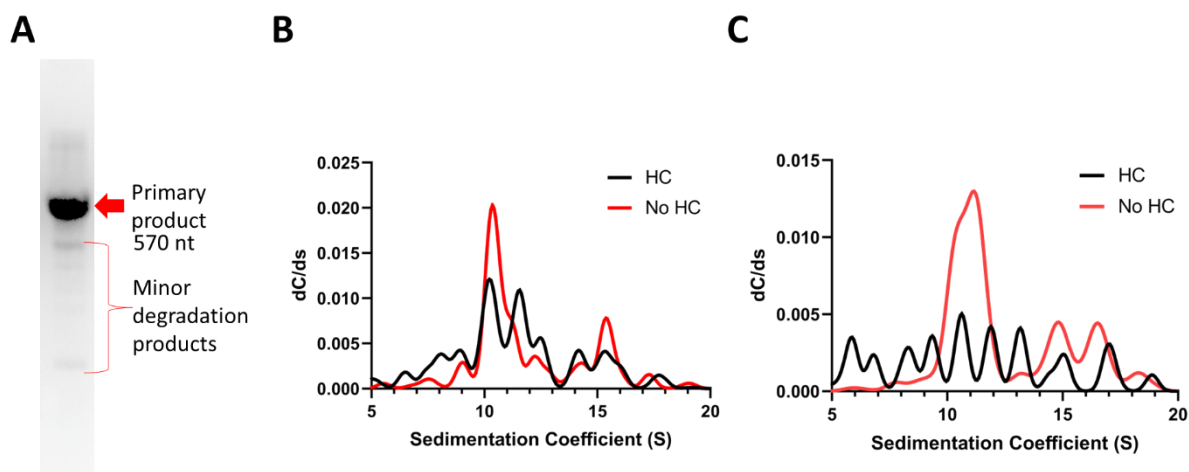 A
Primary
product
570 nt
Minor
degradation
products
B
0.025
0.020
0.015
0.010
0.005
0.000
dC/ds
HC
No HC
5
10
15
20
Sedimentation Coefficient (S)
C
0.015
0.010
0.005
0.000
dC/ds
HC
No HC
5
10
15
20
Sedimentation Coefficient (S)